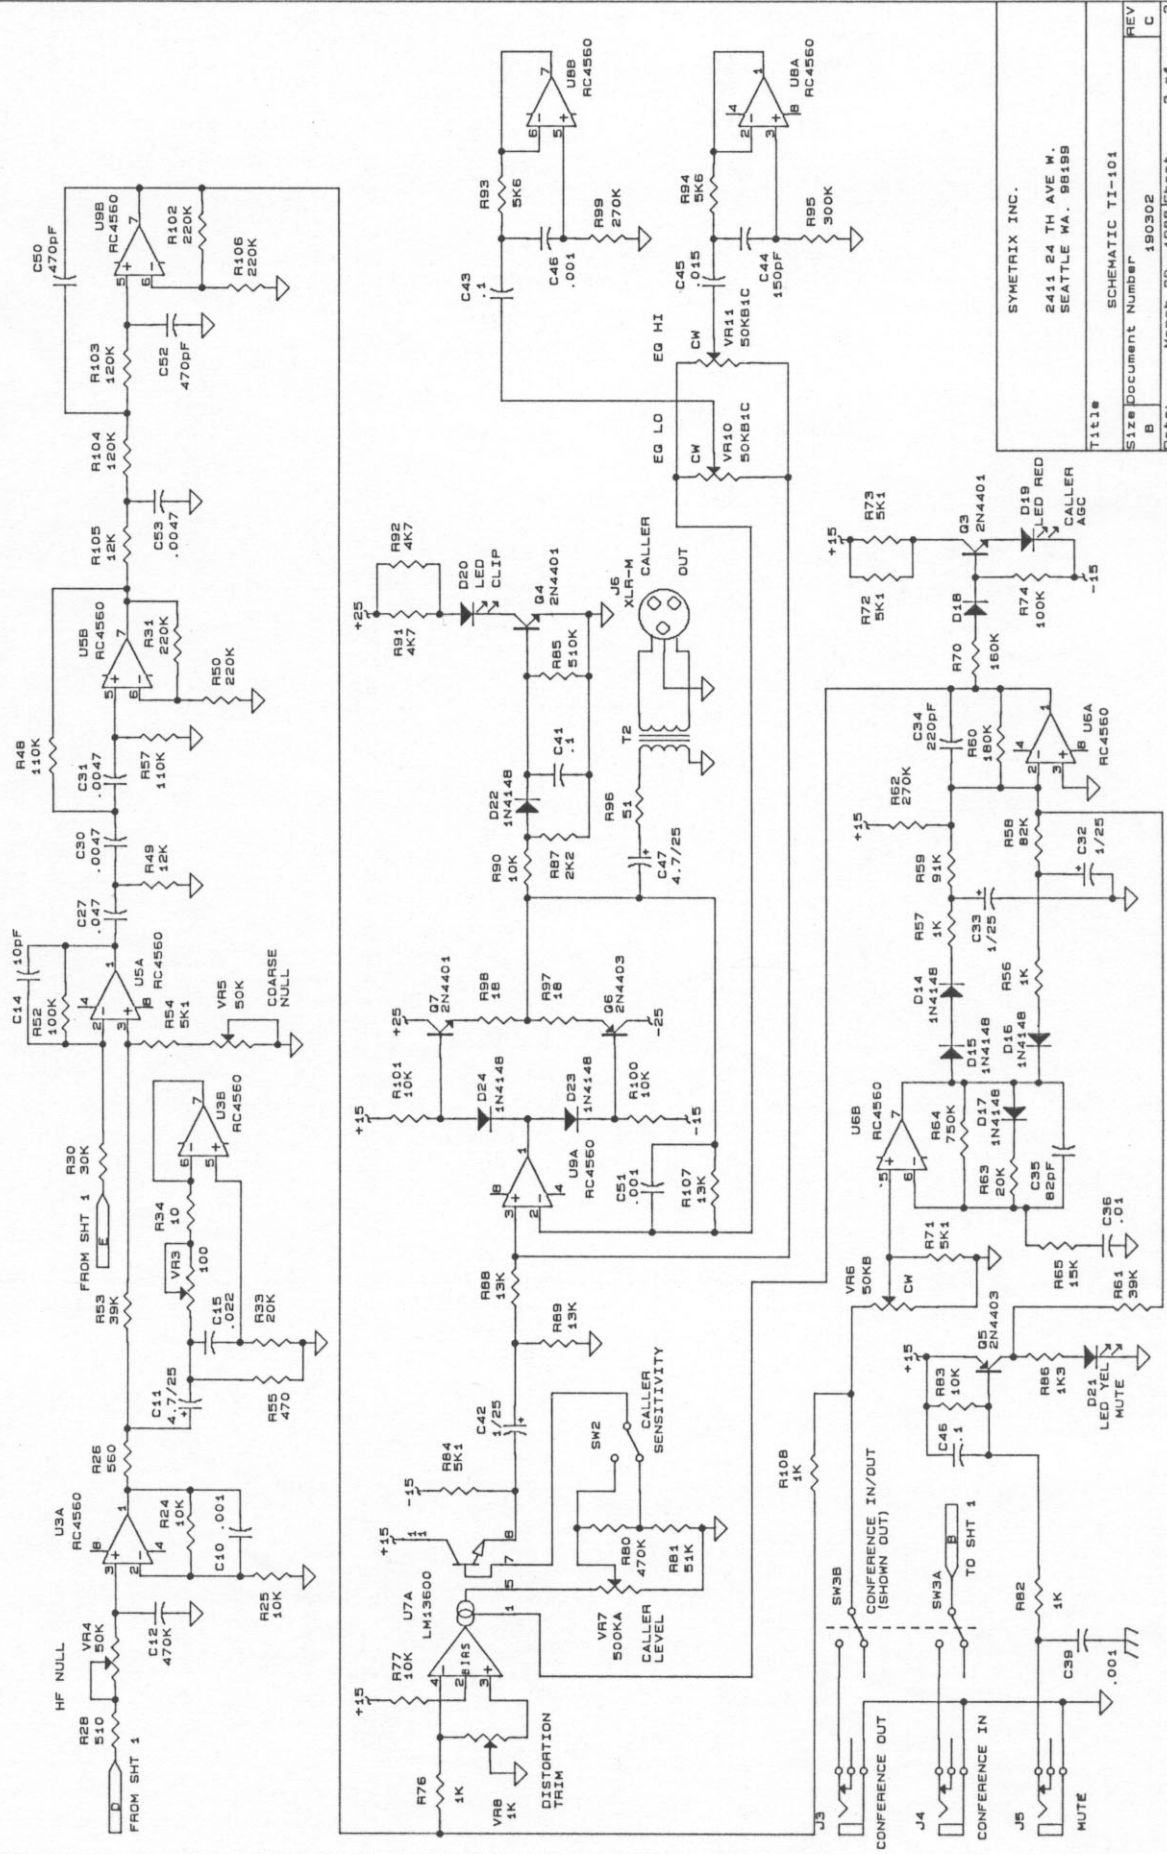 HF NULL
R28
510
VR4
50K
D
FROM SHT 1
C12
470K
U3A
RC4560
R24
10K
C10 .001
R25
10K
R26
560
C11
4.7/25
R55
470
R53
39K
VR3
100
R34
10
C15
.022
R33
20K
U3B
RC4560
FROM SHT 1
E
R30
30K
C14
10pF
R52
100K
U5A
RC4560
R54
5K1
VR5
50K
COARSE
NULL
C27
.047
R49
12K
C30
.0047
C31
.0047
R48
110K
R57
110K
U5B
RC4560
R31
220K
R50
220K
R105
12K
C53
.0047
R104
120K
R103
120K
C52
470pF
C50
470pF
U9B
RC4560
R102
220K
R106
220K
R76
1K
VR8
1K
DISTORTION
TRIM
+15
R77
10K
BIAS
U7A
LM13600
+15
-15
R84
5K1
VR7
500KA
CALLER
LEVEL
R80
470K
R81
51K
SW2
CALLER
SENSITIVITY
C42
1/25
R89
13K
R88
13K
U9A
RC4560
+15
R101
10K
D24
1N4148
D23
1N4148
R100
10K
-15
C51
.001
R107
13K
+25
Q7
2N4401
R98
18
R97
18
Q6
2N4403
-25
R90
10K
R87
2K2
D22
1N4148
C41
.1
R85
510K
+25
R91
4K7
R92
4K7
D20
LED
CLIP
Q4
2N4401
C47
4.7/25
R96
51
T2
J6
XLR-M
CALLER
OUT
EQ LO
CW
VR10
50KB1C
EQ HI
CW
VR11
50KB1C
C43
.1
R93
5K6
C46
.001
R99
270K
U8B
RC4560
C45
.015
R94
5K6
C44
150pF
R95
300K
U8A
RC4560
J3
CONFERENCE OUT
J4
CONFERENCE IN
J5
MUTE
SW3B
CONFERENCE IN/OUT
(SHOWN OUT)
SW3A
B
TO SHT 1
R108
1K
R82
1K
C39
.001
C46
.1
R83
10K
+15
Q5
2N4403
R86
1K3
D21
LED YEL
MUTE
R61
39K
VR6
50KB
CW
R71
5K1
R65
15K
C36
.01
U6B
RC4560
R64
750K
R63
20K
D17
1N4148
C35
82pF
D15
1N4148
D14
1N4148
D16
1N4148
R56
1K
R57
1K
C33
1/25
R59
91K
+15
R62
270K
R58
82K
C32
1/25
C34
220pF
R60
180K
U6A
RC4560
R70
160K
D18
R74
100K
-15
+15
R72
5K1
R73
5K1
Q3
2N4401
D19
LED RED
CALLER
AGC
SYMETRIX INC.
2411 24 TH AVE W.
SEATTLE WA. 98199
Title
SCHEMATIC TI-101
Size
Document Number
REV
B
190302
C